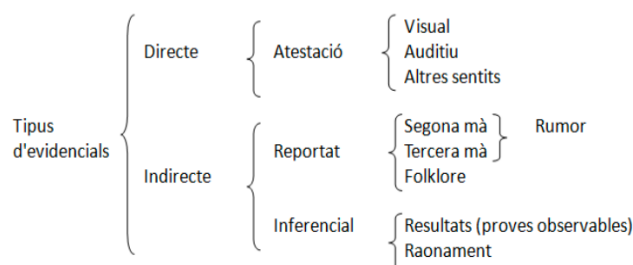 Tipus
d'evidencials
Directe
Atestació
Visual
Auditiu
Altres sentits
Indirecte
Reportat
Segona mà
Tercera mà
Rumor
Folklore
Inferencial
Resultats (proves observables)
Raonament